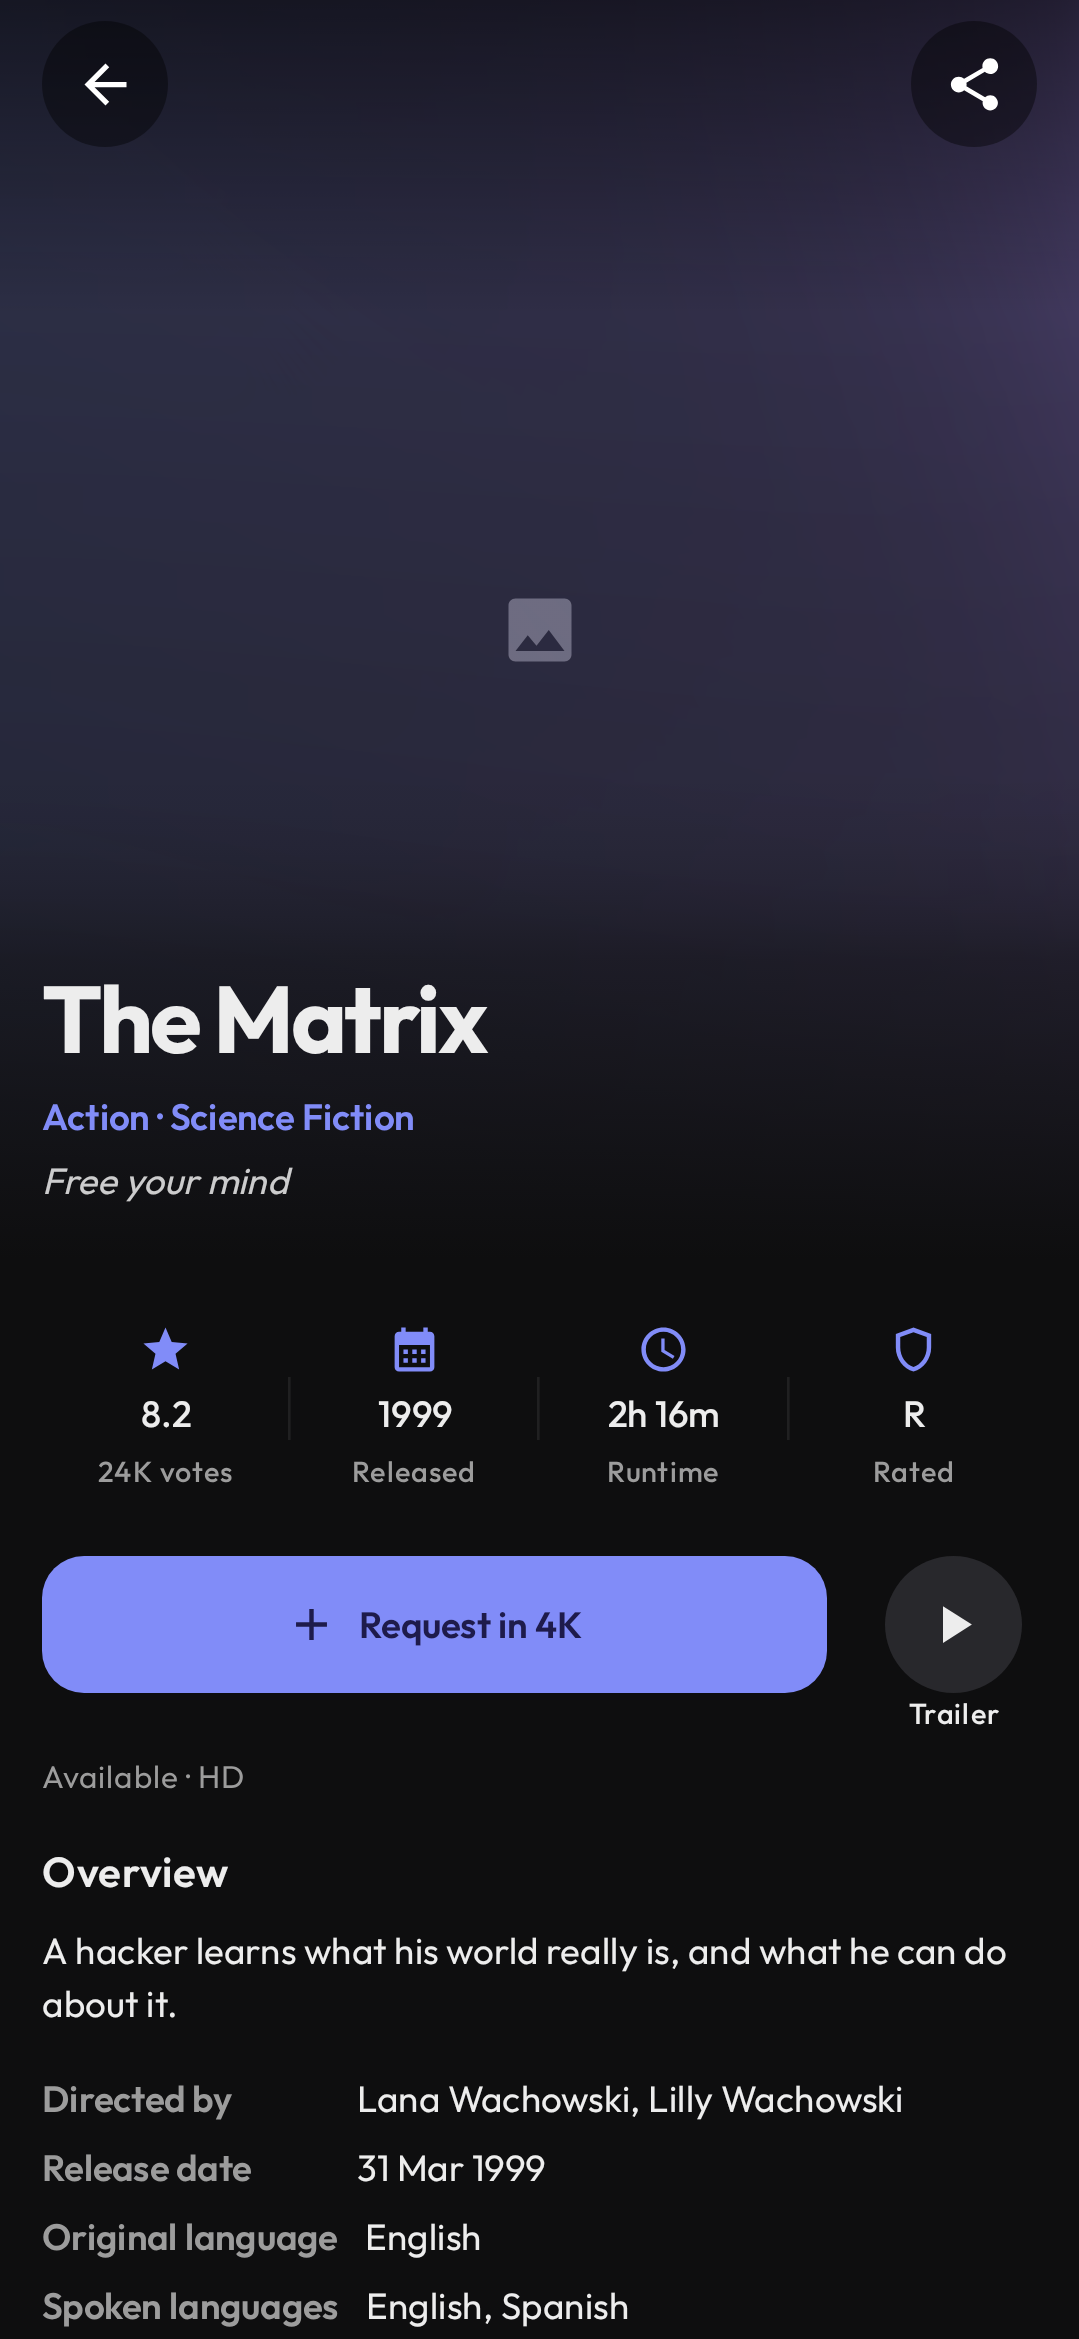 The Matrix
Action · Science Fiction
Free your mind
8.2
1999
2h 16m
R
24K votes
Released
Runtime
Rated
Request in 4K
Trailer
Available · HD
Overview
A hacker learns what his world really is, and what he can do
about it.
Directed by Lana Wachowski, Lilly Wachowski
Release date 31 Mar 1999
Original language English
Spoken languages English, Spanish